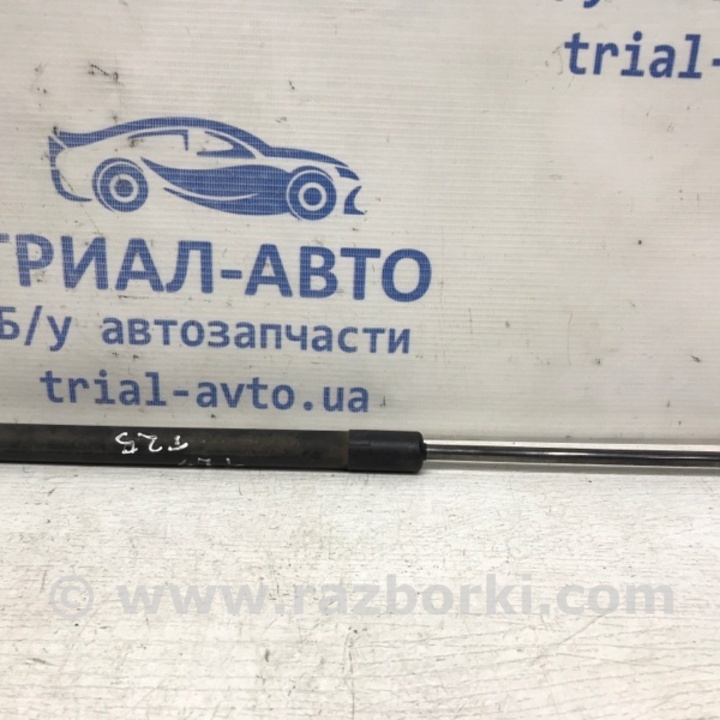 trial-
ТРИАЛ-АВТО
Б/у автозапчасти
trial-avto.ua
T25
© www.razborki.com